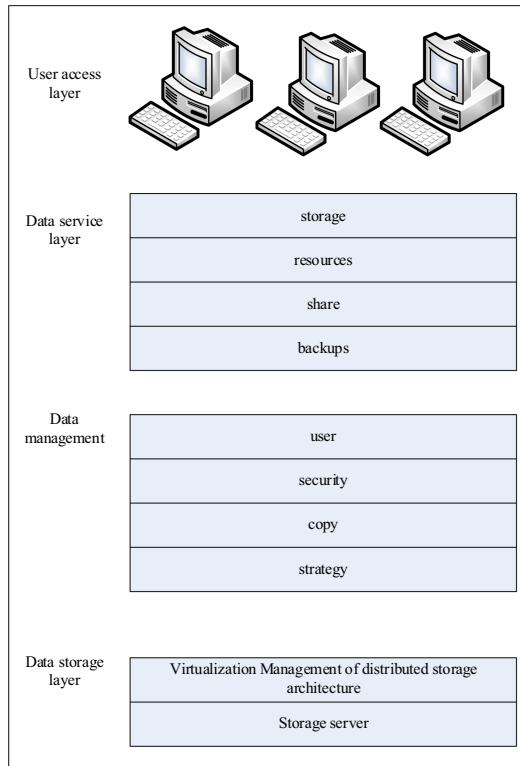 User access
layer
Data service
layer
storage
resources
share
backups
Data
management
user
security
copy
strategy
Data storage
layer
Virtualization Management of distributed storage
architecture
Storage server